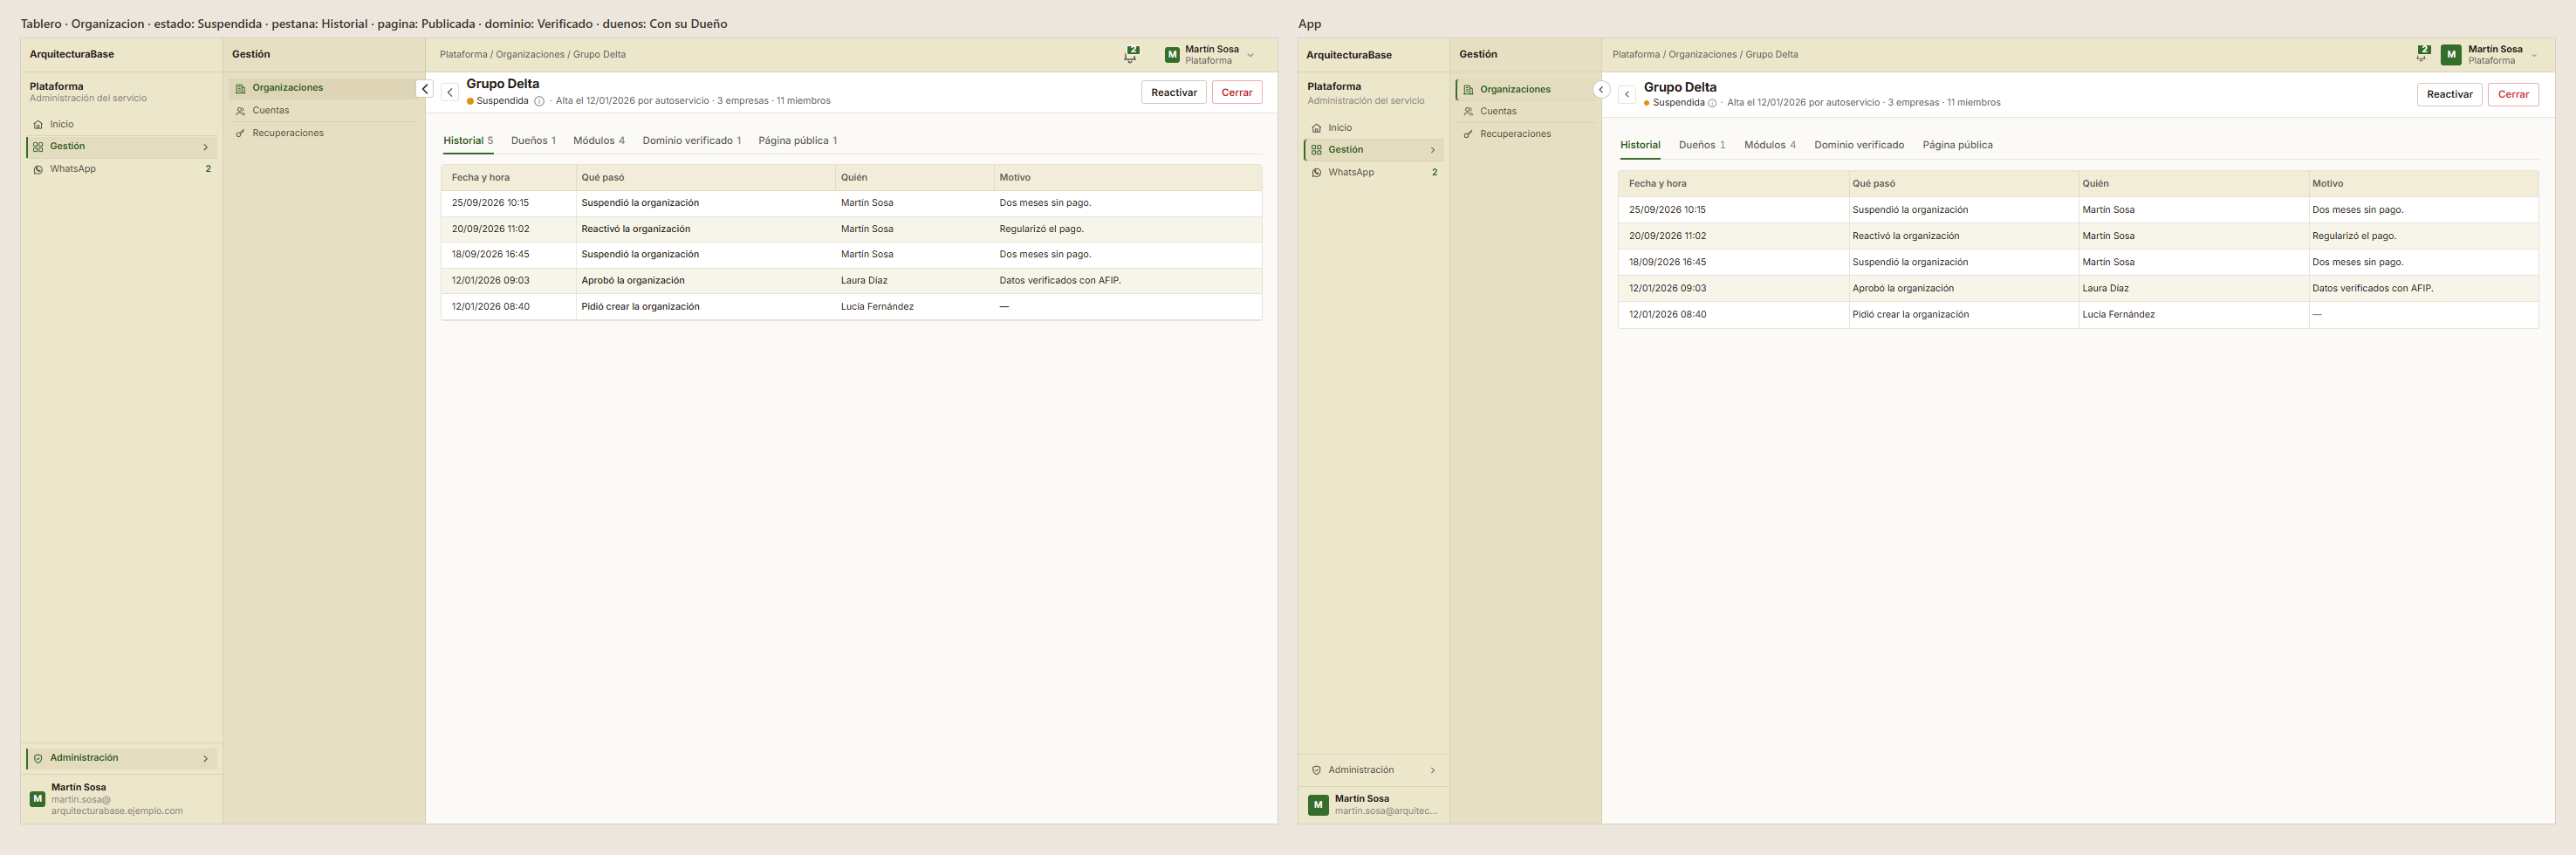 Tablero · Organizacion · estado: Suspendida · pestana: Historial · pagina: Publicada · dominio: Verificado · duenos: Con su Dueño
ArquitecturaBase
Plataforma
Administración del servicio
Inicio
Gestión
WhatsApp 2
Administración
M Martín Sosa
martin.sosa@
arquitecturabase.ejemplo.com
Gestión
Organizaciones
Cuentas
Recuperaciones
Plataforma / Organizaciones / Grupo Delta
2
M Martín Sosa
Plataforma
Grupo Delta
Suspendida · Alta el 12/01/2026 por autoservicio · 3 empresas · 11 miembros
Reactivar Cerrar
Historial 5 Dueños 1 Módulos 4 Dominio verificado 1 Página pública 1
Fecha y hora Qué pasó Quién Motivo
25/09/2026 10:15 Suspendió la organización Martín Sosa Dos meses sin pago.
20/09/2026 11:02 Reactivó la organización Martín Sosa Regularizó el pago.
18/09/2026 16:45 Suspendió la organización Martín Sosa Dos meses sin pago.
12/01/2026 09:03 Aprobó la organización Laura Díaz Datos verificados con AFIP.
12/01/2026 08:40 Pidió crear la organización Lucía Fernández —
App
ArquitecturaBase
Plataforma
Administración del servicio
Inicio
Gestión
WhatsApp 2
Administración
M Martín Sosa
martin.sosa@arquitec...
Gestión
Organizaciones
Cuentas
Recuperaciones
Plataforma / Organizaciones / Grupo Delta
2
M Martín Sosa
Plataforma
Grupo Delta
Suspendida · Alta el 12/01/2026 por autoservicio · 3 empresas · 11 miembros
Reactivar Cerrar
Historial Dueños 1 Módulos 4 Dominio verificado Página pública
Fecha y hora Qué pasó Quién Motivo
25/09/2026 10:15 Suspendió la organización Martín Sosa Dos meses sin pago.
20/09/2026 11:02 Reactivó la organización Martín Sosa Regularizó el pago.
18/09/2026 16:45 Suspendió la organización Martín Sosa Dos meses sin pago.
12/01/2026 09:03 Aprobó la organización Laura Díaz Datos verificados con AFIP.
12/01/2026 08:40 Pidió crear la organización Lucía Fernández —